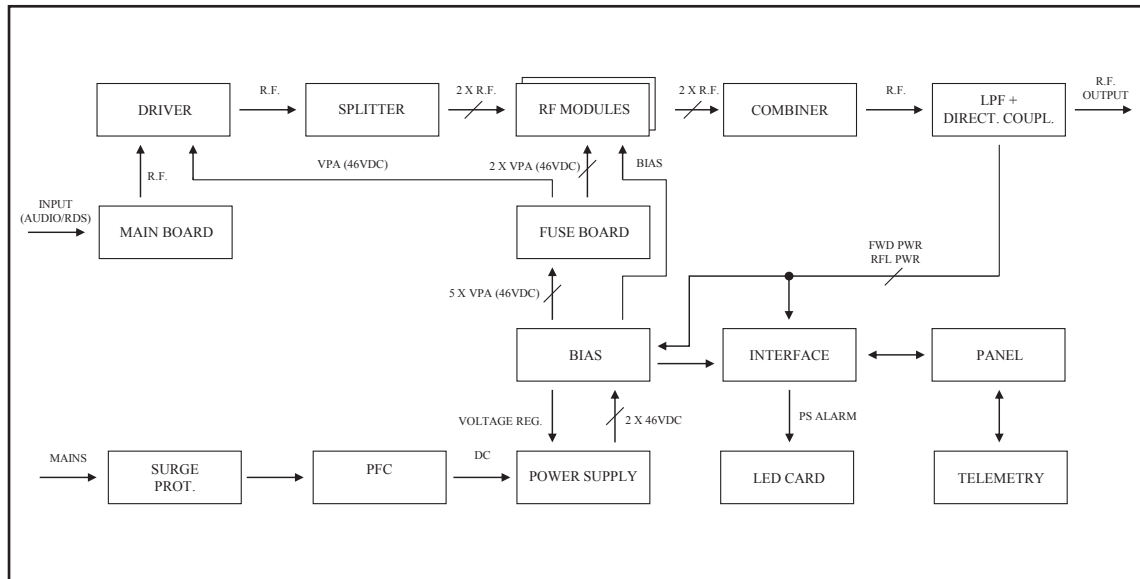 R.F.
2 X R.F.
2 X R.F.
R.F.
R.F.
OUTPUT
DRIVER
SPLITTER
RF MODULES
COMBINER
LPF +
DIRECT. COUPL.
VPA (46VDC)
2 X VPA (46VDC)
BIAS
R.F.
INPUT
(AUDIO/RDS)
MAIN BOARD
FUSE BOARD
FWD PWR
RFL PWR
5 X VPA (46VDC)
BIAS
INTERFACE
PANEL
VOLTAGE REG.
2 X 46VDC
PS ALARM
MAINS
DC
SURGE
PROT.
PFC
POWER SUPPLY
LED CARD
TELEMETRY